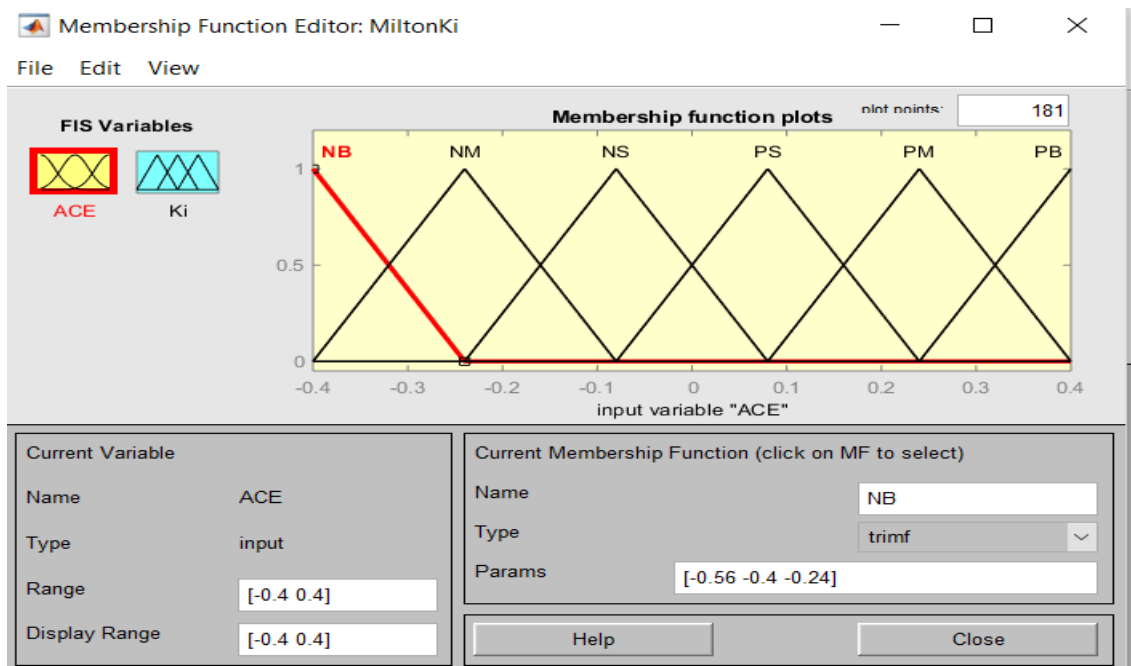 Membership Function Editor: MiltonKi
File Edit View
FIS Variables
ACE
Ki
Membership function plots
plot points:
181
NB NM NS PS PM PB
1
0.5
0
-0.4 -0.3 -0.2 -0.1 0 0.1 0.2 0.3 0.4
input variable "ACE"
Current Variable
Name ACE
Type input
Range [-0.4 0.4]
Display Range [-0.4 0.4]
Current Membership Function (click on MF to select)
Name NB
Type trimf
Params [-0.56 -0.4 -0.24]
Help Close